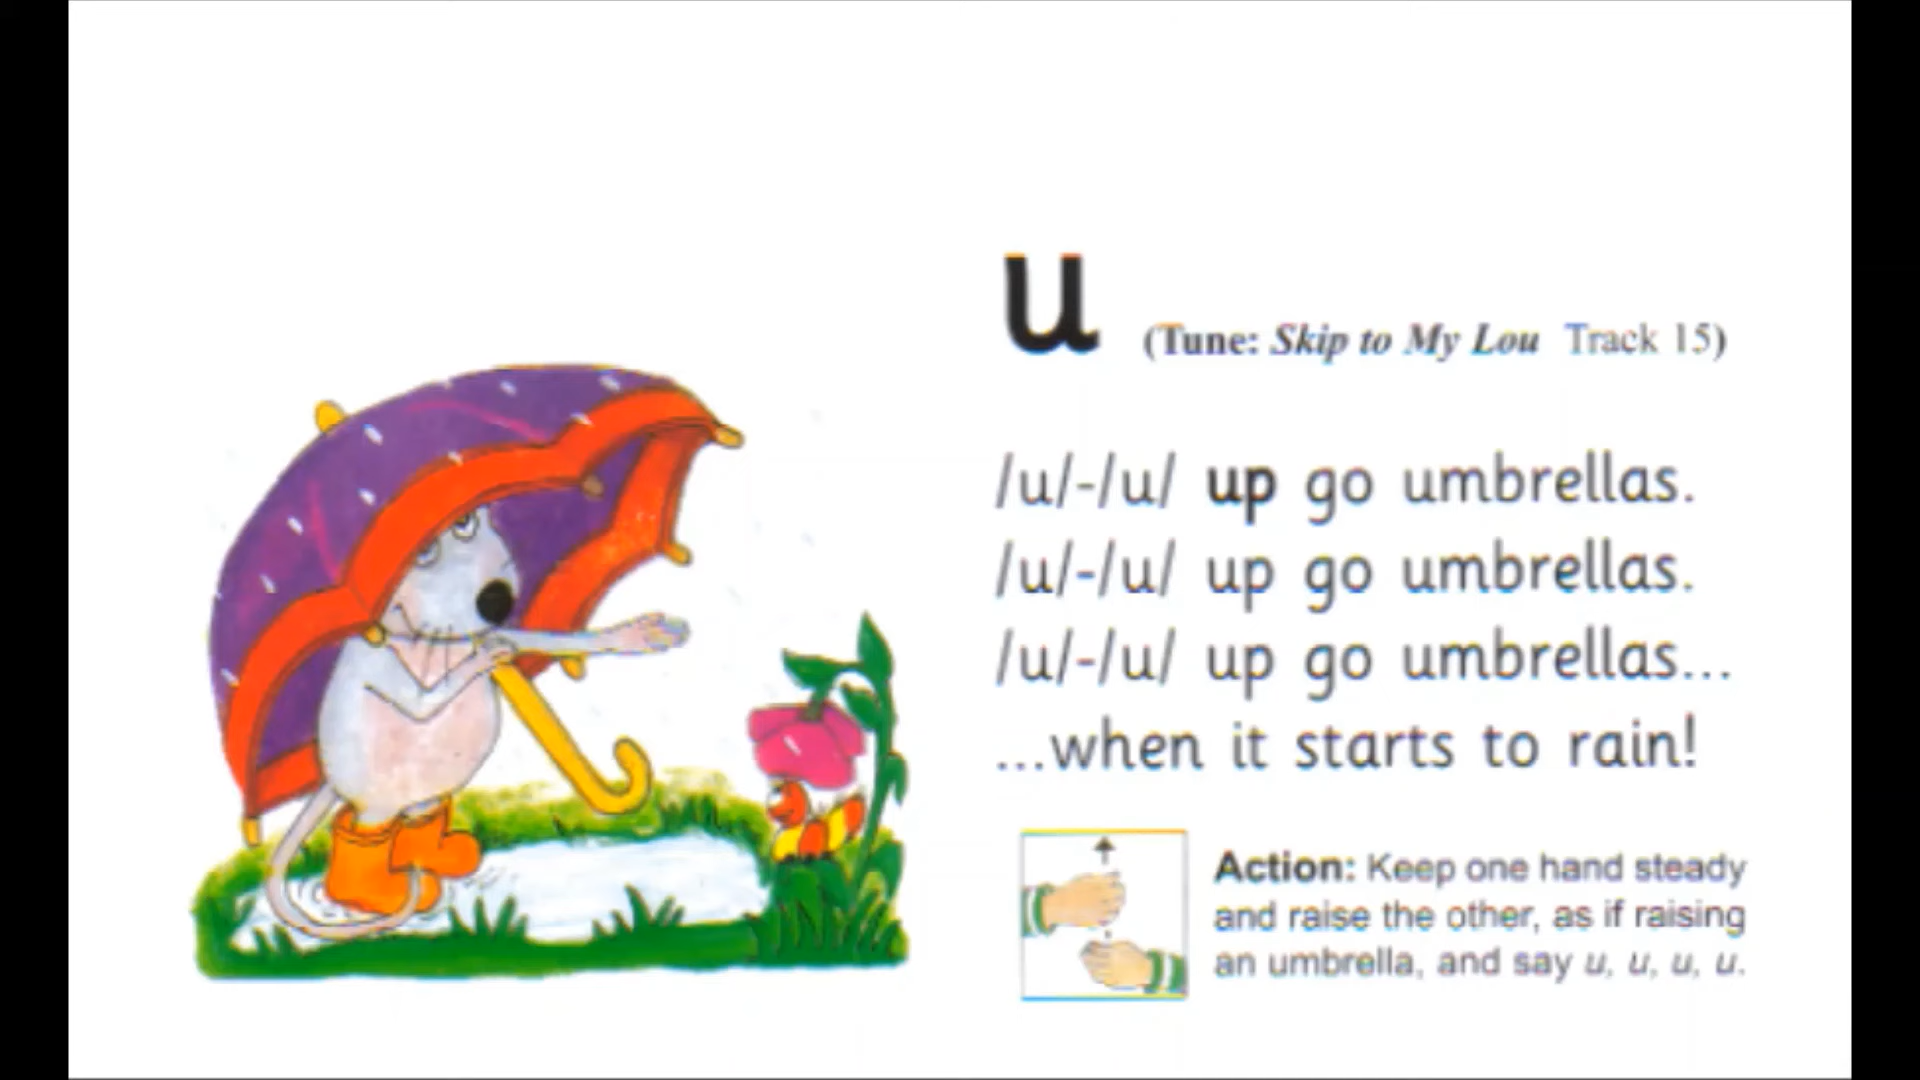 u (Tune: Skip to My Lou Track 15)
/u/-/u/ up go umbrellas.
/u/-/u/ up go umbrellas.
/u/-/u/ up go umbrellas...
...when it starts to rain!
Action: Keep one hand steady
and raise the other, as if raising
an umbrella, and say u, u, u, u.